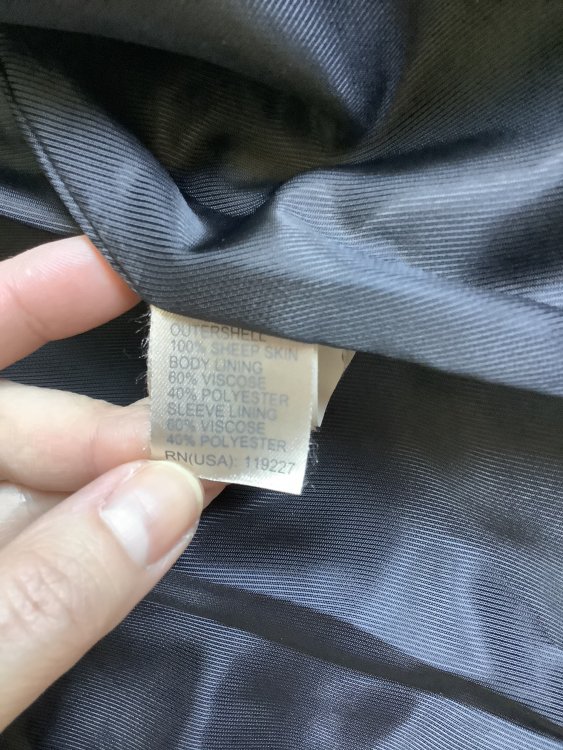 OUTERSHELL
100% SHEEP SKIN
BODY LINING
60% VISCOSE
40% POLYESTER
SLEEVE LINING
60% VISCOSE
40% POLYESTER
RN(USA): 119227